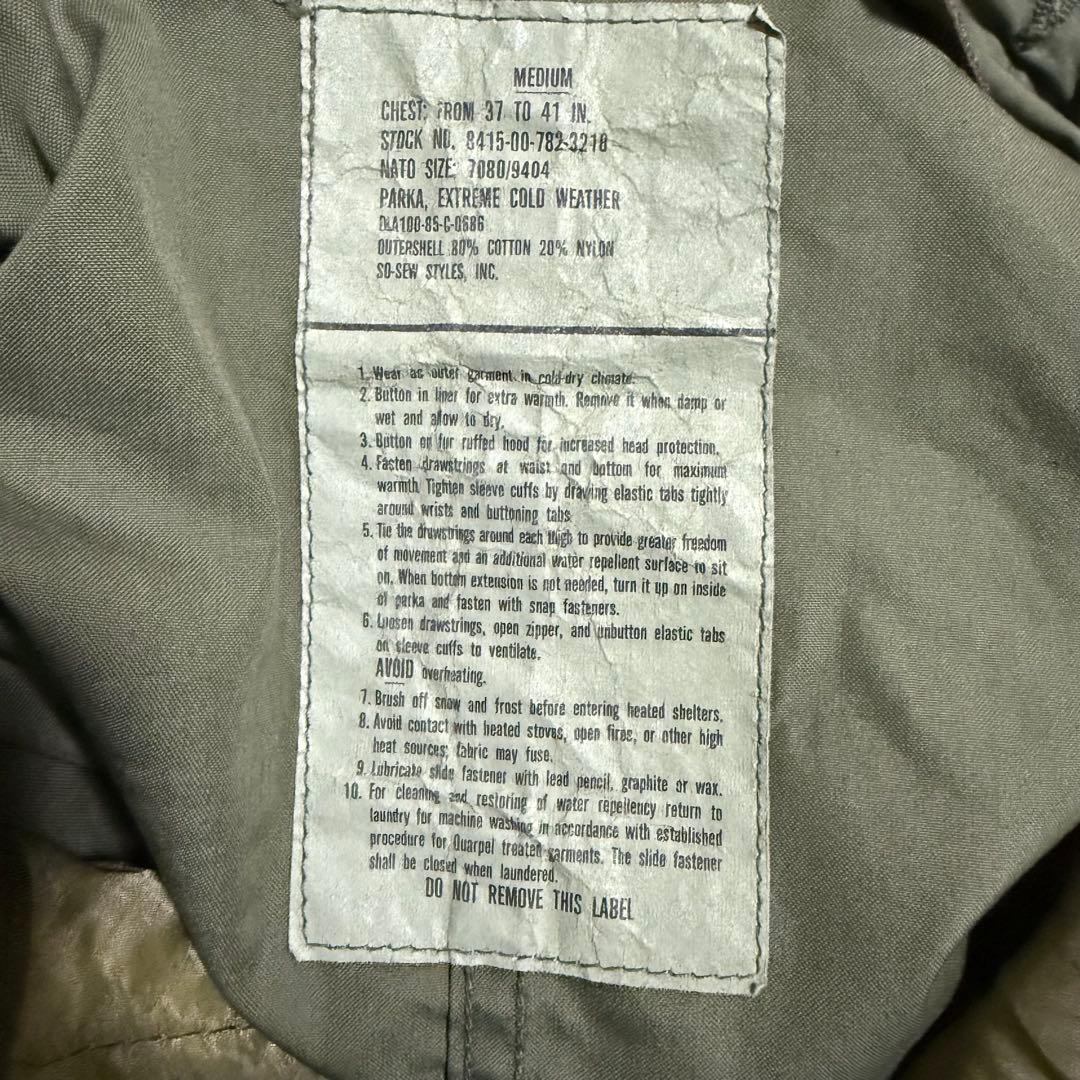 MEDIUM
CHEST: FROM 37 TO 41 IN.
STOCK NO. 8415-00-782-3218
NATO SIZE: 7080/9404
PARKA, EXTREME COLD WEATHER
DLA100-85-C-0686
OUTERSHELL 80% COTTON 20% NYLON
SO-SEW STYLES, INC.
1. Wear as outer garment in cold-dry climate.
2. Button in liner for extra warmth. Remove it when damp or
wet and allow to dry.
3. Button on fur ruffed hood for increased head protection.
4. Fasten drawstrings at waist and bottom for maximum
warmth. Tighten sleeve cuffs by drawing elastic tabs tightly
around wrists and buttoning tabs.
5. Tie the drawstrings around each thigh to provide greater freedom
of movement and an additional water repellent surface to sit
on. When bottom extension is not needed, turn it up on inside
of parka and fasten with snap fasteners.
6. Loosen drawstrings, open zipper, and unbutton elastic tabs
on sleeve cuffs to ventilate.
AVOID overheating.
7. Brush off snow and frost before entering heated shelters.
8. Avoid contact with heated stoves, open fires, or other high
heat sources; fabric may fuse.
9. Lubricate slide fastener with lead pencil, graphite or wax.
10. For cleaning and restoring of water repellency return to
laundry for machine washing in accordance with established
procedure for Quarpel treated garments. The slide fastener
shall be closed when laundered.
DO NOT REMOVE THIS LABEL